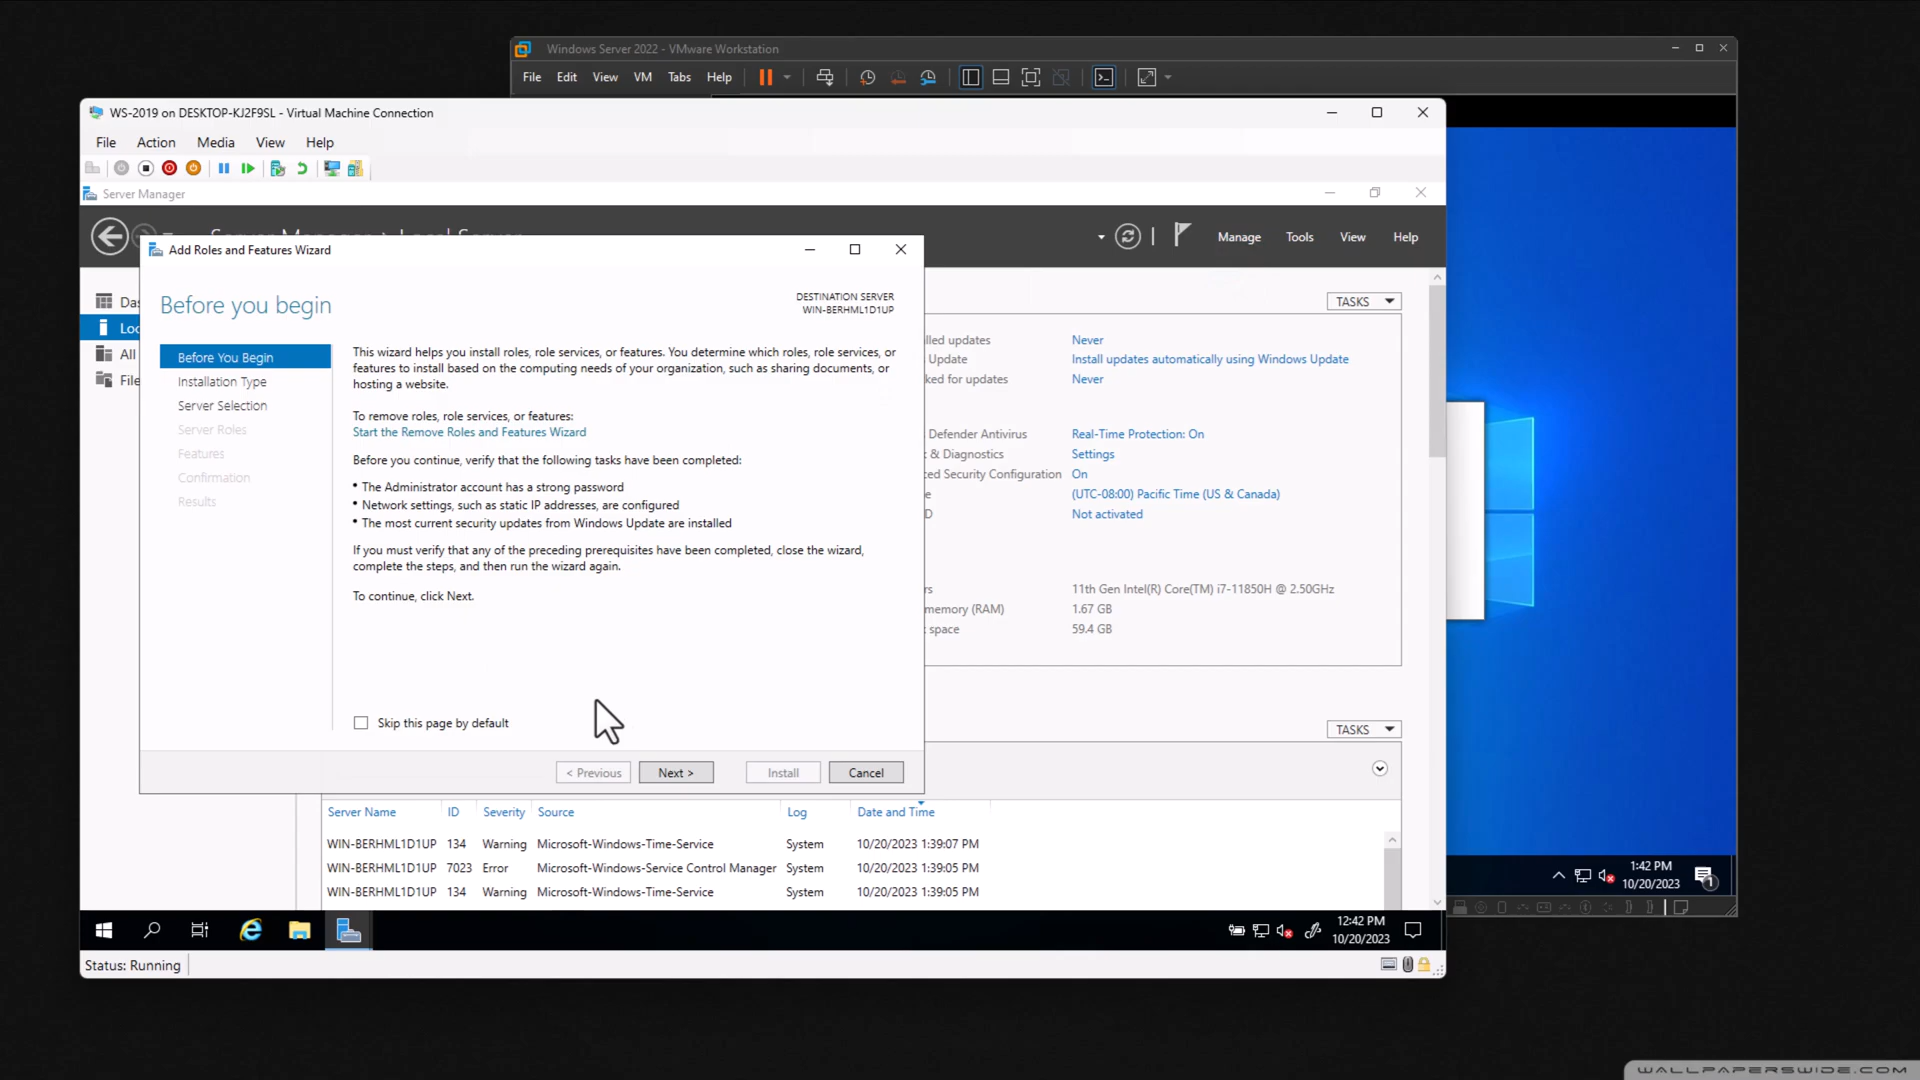 Windows Server 2022 - VMware Workstation
File Edit View VM Tabs Help
WS-2019 on DESKTOP-KJ2F9SL - Virtual Machine Connection
File Action Media View Help
Server Manager
Manage Tools View Help
Add Roles and Features Wizard
Before you begin
DESTINATION SERVER
WIN-BERHML1D1UP
Before You Begin
Installation Type
Server Selection
Server Roles
Features
Confirmation
Results
This wizard helps you install roles, role services, or features. You determine which roles, role services, or
features to install based on the computing needs of your organization, such as sharing documents, or
hosting a website.
To remove roles, role services, or features:
Start the Remove Roles and Features Wizard
Before you continue, verify that the following tasks have been completed:
• The Administrator account has a strong password
• Network settings, such as static IP addresses, are configured
• The most current security updates from Windows Update are installed
If you must verify that any of the preceding prerequisites have been completed, close the wizard,
complete the steps, and then run the wizard again.
To continue, click Next.
Skip this page by default
< Previous Next > Install Cancel
Das
Loc
All
File
TASKS
lled updates Never
Update Install updates automatically using Windows Update
ked for updates Never
Defender Antivirus Real-Time Protection: On
& Diagnostics Settings
ed Security Configuration On
e (UTC-08:00) Pacific Time (US & Canada)
D Not activated
rs 11th Gen Intel(R) Core(TM) i7-11850H @ 2.50GHz
memory (RAM) 1.67 GB
space 59.4 GB
TASKS
Server Name ID Severity Source Log Date and Time
WIN-BERHML1D1UP 134 Warning Microsoft-Windows-Time-Service System 10/20/2023 1:39:07 PM
WIN-BERHML1D1UP 7023 Error Microsoft-Windows-Service Control Manager System 10/20/2023 1:39:05 PM
WIN-BERHML1D1UP 134 Warning Microsoft-Windows-Time-Service System 10/20/2023 1:39:05 PM
12:42 PM
10/20/2023
Status: Running
1:42 PM
10/20/2023
1
WALLPAPERSWIDE.COM